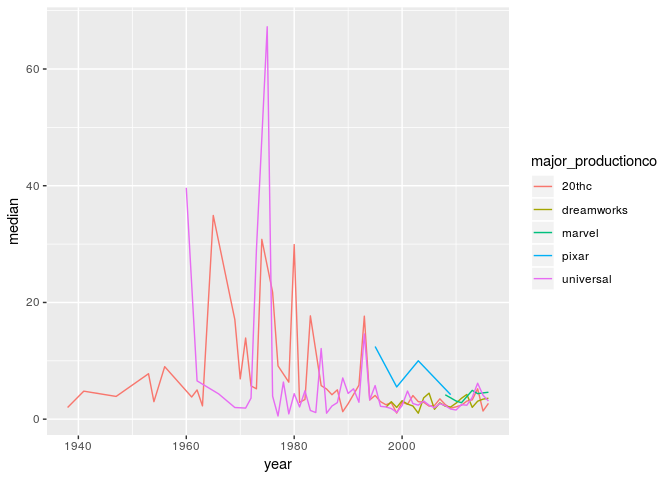 60
40
20
0
median
1940 1960 1980 2000
year
major_productionco
20thc
dreamworks
marvel
pixar
universal